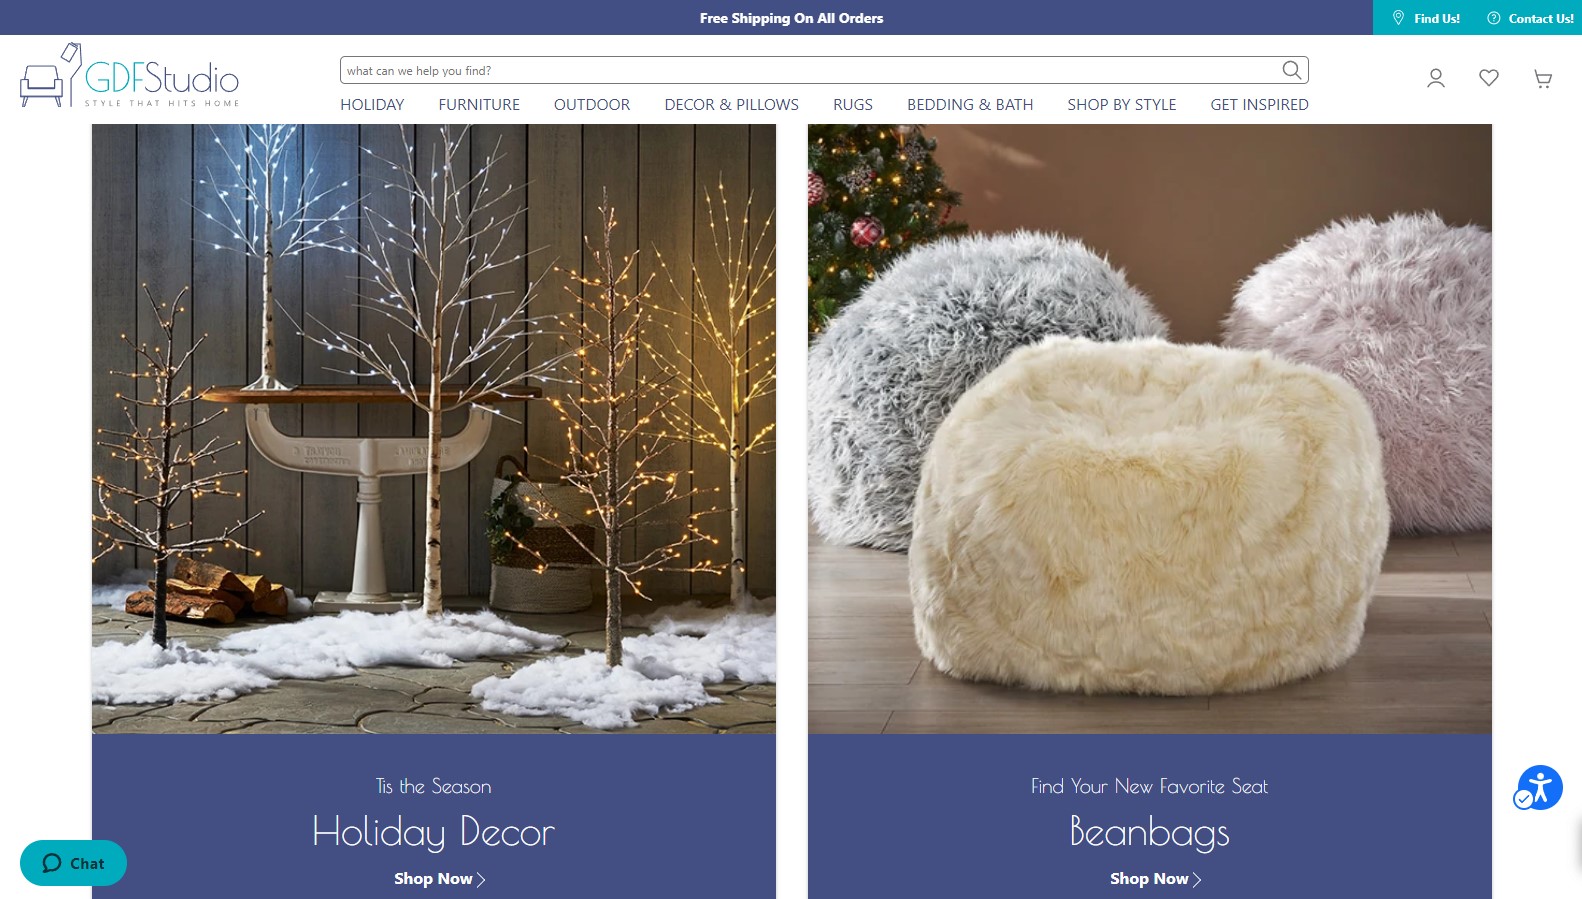 Free Shipping On All Orders
Find Us!
Contact Us!
GDFStudio
STYLE THAT HITS HOME
what can we help you find?
HOLIDAY
FURNITURE
OUTDOOR
DECOR & PILLOWS
RUGS
BEDDING & BATH
SHOP BY STYLE
GET INSPIRED
Tis the Season
Holiday Decor
Shop Now
Find Your New Favorite Seat
Beanbags
Shop Now
Chat